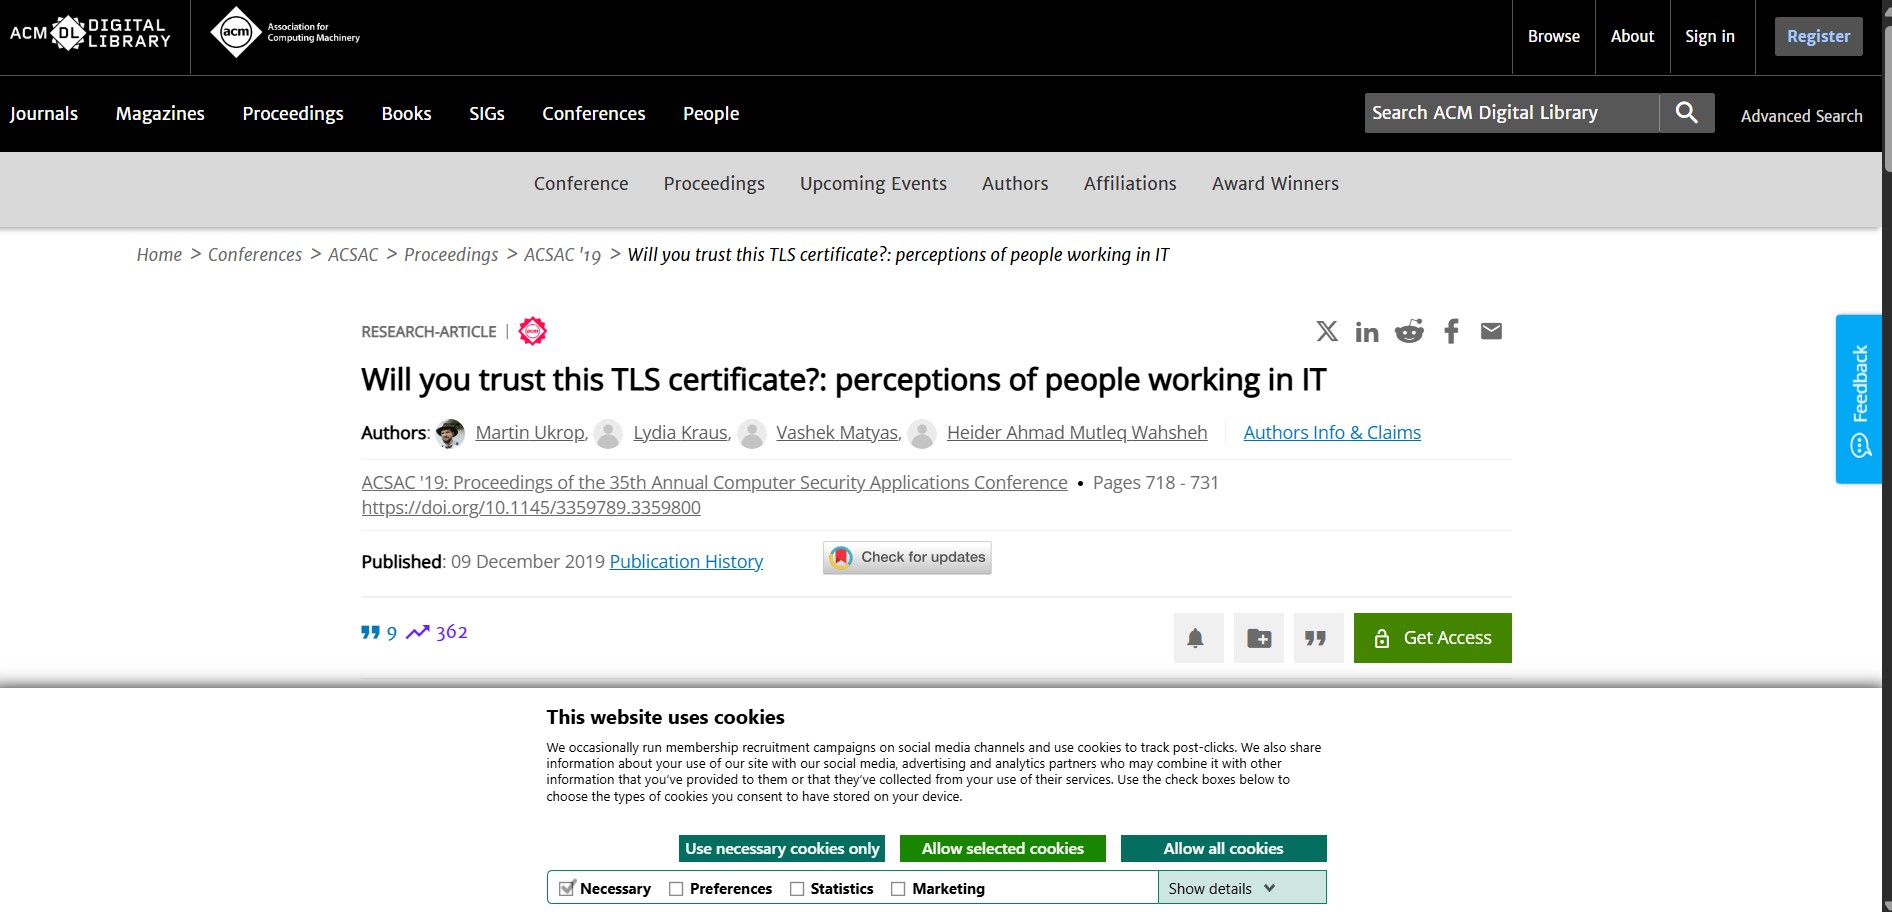 ACM DL DIGITAL LIBRARY
acm Association for Computing Machinery
Browse About Sign in Register
Journals Magazines Proceedings Books SIGs Conferences People
Search ACM Digital Library
Advanced Search
Conference Proceedings Upcoming Events Authors Affiliations Award Winners
Home > Conferences > ACSAC > Proceedings > ACSAC '19 > Will you trust this TLS certificate?: perceptions of people working in IT
RESEARCH-ARTICLE |
Will you trust this TLS certificate?: perceptions of people working in IT
Authors: Martin Ukrop, Lydia Kraus, Vashek Matyas, Heider Ahmad Mutleq Wahsheh Authors Info & Claims
ACSAC '19: Proceedings of the 35th Annual Computer Security Applications Conference • Pages 718 - 731
https://doi.org/10.1145/3359789.3359800
Published: 09 December 2019 Publication History
Check for updates
9 362
Get Access
Feedback
This website uses cookies
We occasionally run membership recruitment campaigns on social media channels and use cookies to track post-clicks. We also share
information about your use of our site with our social media, advertising and analytics partners who may combine it with other
information that you've provided to them or that they've collected from your use of their services. Use the check boxes below to
choose the types of cookies you consent to have stored on your device.
Use necessary cookies only Allow selected cookies Allow all cookies
Necessary Preferences Statistics Marketing Show details